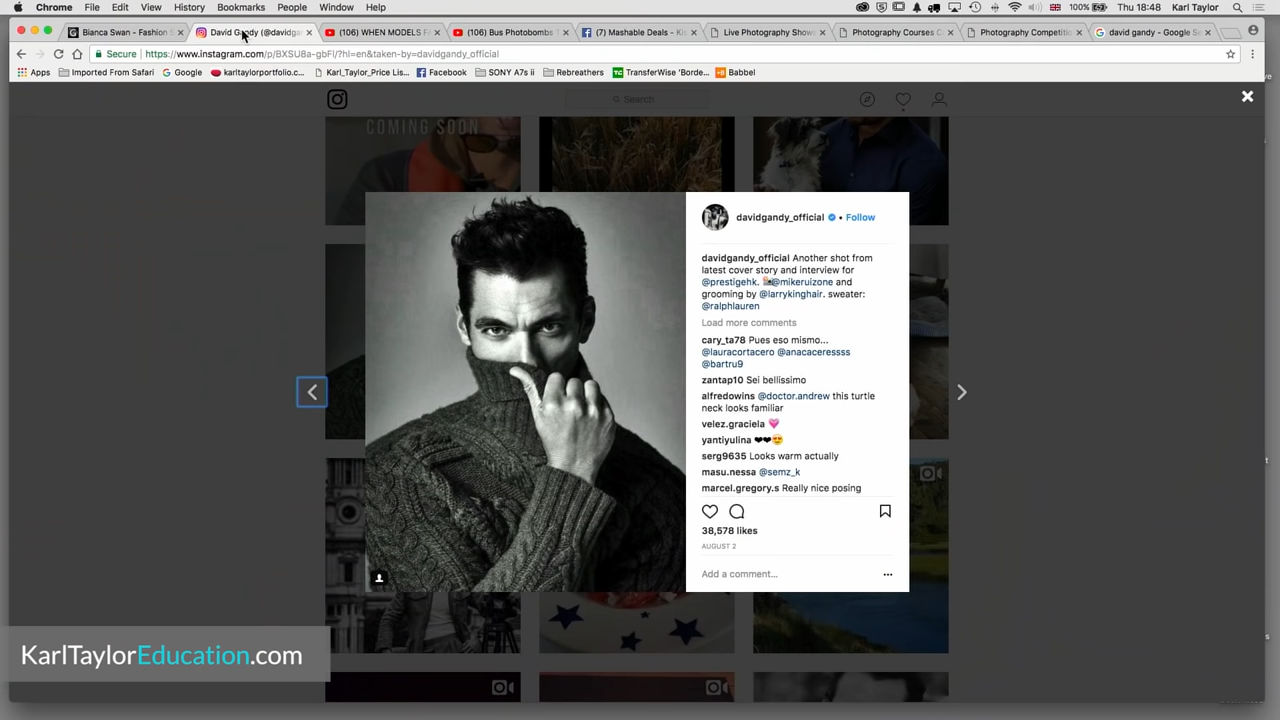 Chrome File Edit View History Bookmarks People Window Help
100% Thu 18:48 Karl Taylor
Bianca Swan - Fashion S
David Gandy (@davidga
(106) WHEN MODELS F
(106) Bus Photobombs
(7) Mashable Deals - Kis
Live Photography Show
Photography Courses C
Photography Competiti
david gandy - Google Se
Secure https://www.instagram.com/p/BXSU8a-gbFl/?hl=en&taken-by=davidgandy_official
Apps Imported From Safari Google karltaylorportfolio.c... Karl_Taylor_Price_Lis... Facebook SONY A7s ii Rebreathers TransferWise 'Borde... Babbel
Search
COMING SOON
davidgandy_official • Follow
davidgandy_official Another shot from
latest cover story and interview for
@prestigehk. 📷@mikeruizone and
grooming by @larrykinghair. sweater:
@ralphlauren
Load more comments
cary_ta78 Pues eso mismo...
@lauracortacero @anacaceressss
@bartru9
zantap10 Sei bellissimo
alfredowins @doctor.andrew this turtle
neck looks familiar
velez.graciela 💗
yantiyulina ❤❤😍
serg9635 Looks warm actually
masu.nessa @semz_k
marcel.gregory.s Really nice posing
38,578 likes
AUGUST 2
Add a comment...
KarlTaylorEducation.com